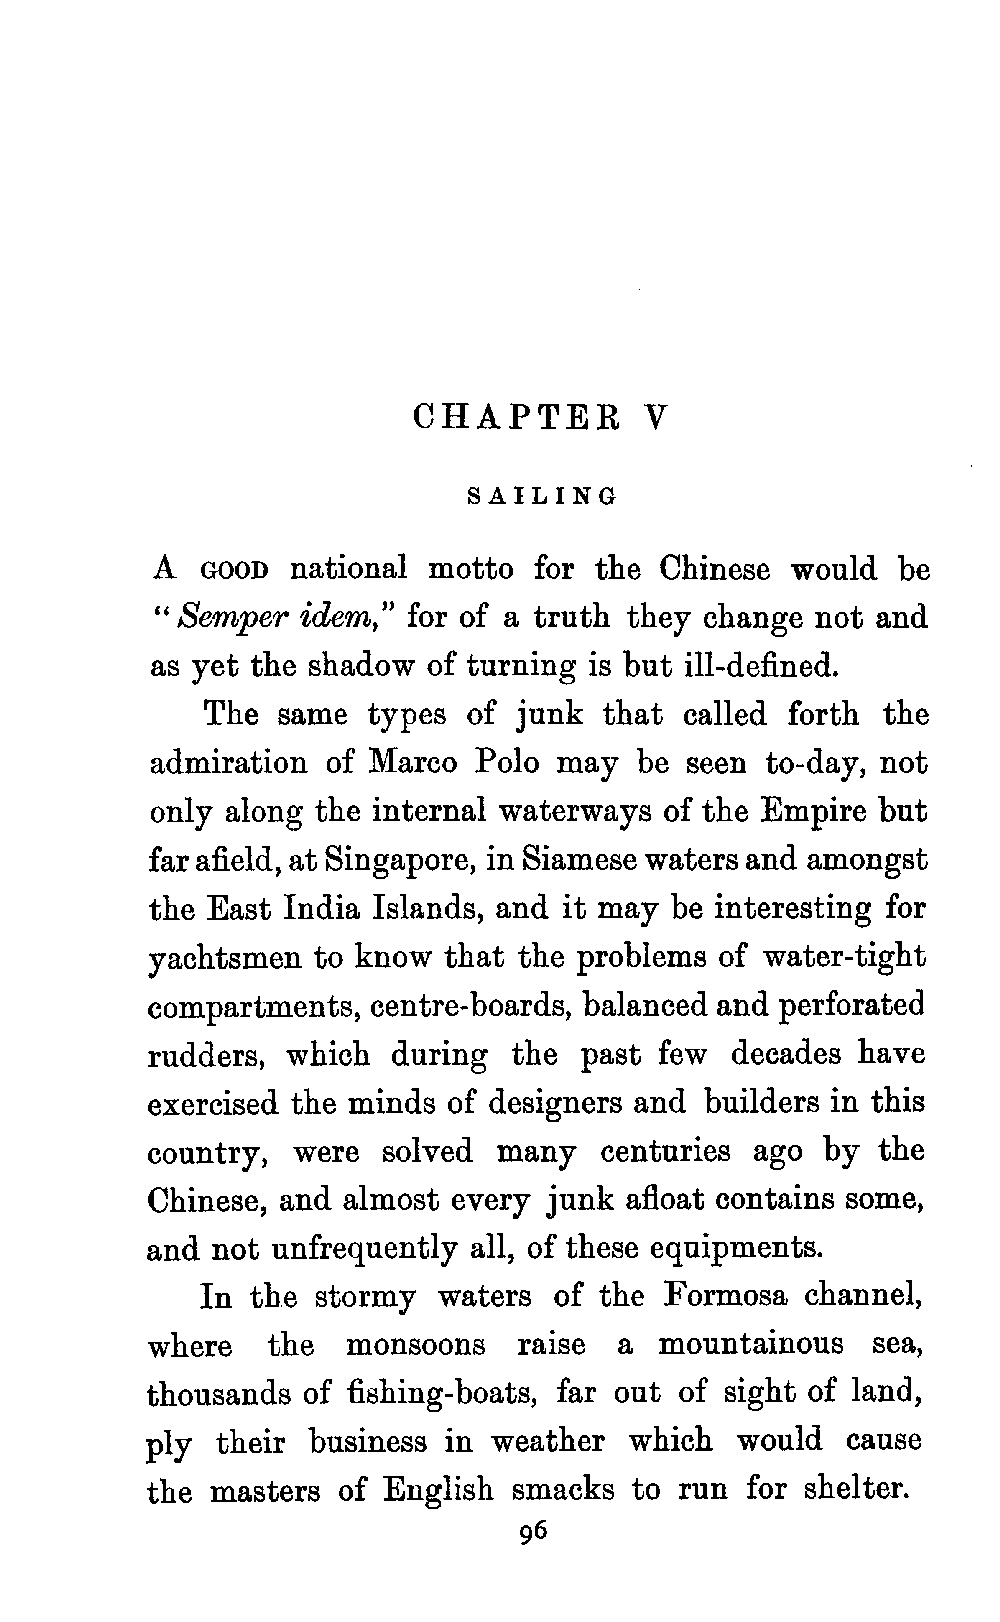 CHAPTER V
SAILING
A GOOD national motto for the Chinese would be
“Semper idem,” for of a truth they change not and
as yet the shadow of turning is but ill-defined.
The same types of junk that called forth the
admiration of Marco Polo may be seen to-day, not
only along the internal waterways of the Empire but
far afield, at Singapore, in Siamese waters and amongst
the East India Islands, and it may be interesting for
yachtsmen to know that the problems of water-tight
compartments, centre-boards, balanced and perforated
rudders, which during the past few decades have
exercised the minds of designers and builders in this
country, were solved many centuries ago by the
Chinese, and almost every junk afloat contains some,
and not unfrequently all, of these equipments.
In the stormy waters of the Formosa channel,
where the monsoons raise a mountainous sea,
thousands of fishing-boats, far out of sight of land,
ply their business in weather which would cause
the masters of English smacks to run for shelter.
96